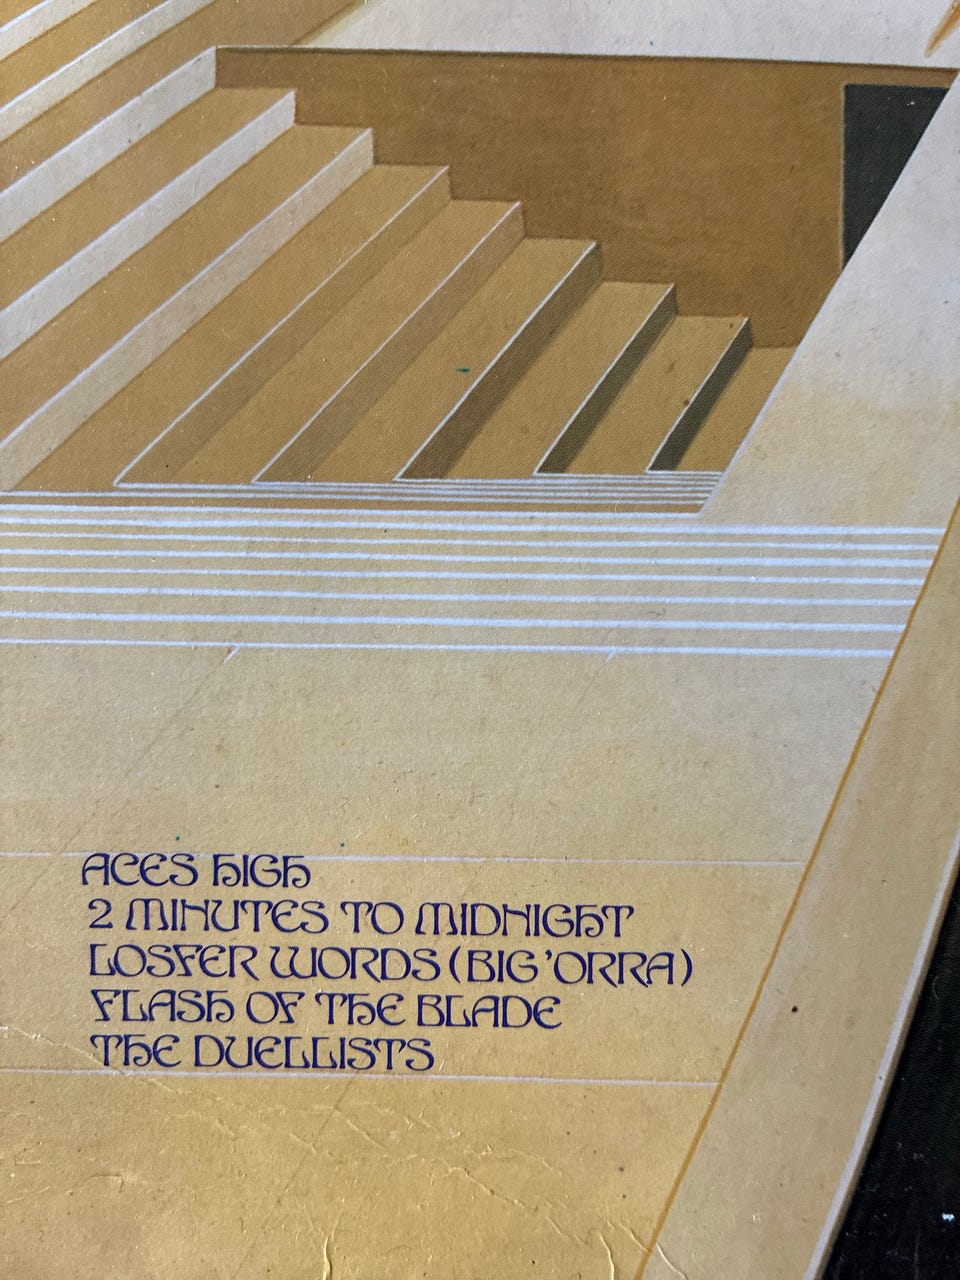 ACES HIGH
2 MINUTES TO MIDNIGHT
LOSFER WORDS (BIG 'ORRA)
FLASH OF THE BLADE
THE DUELLISTS